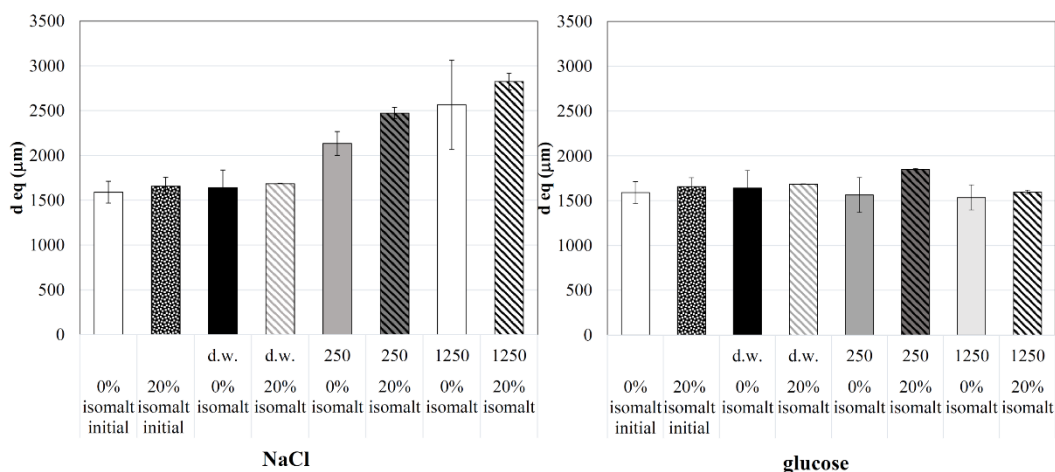 3500
3000
2500
2000
1500
1000
500
0
d eq (μm)
d.w. d.w. 250 250 1250 1250
0% 20% 0% 20% 0% 20% 0% 20%
isomalt isomalt isomalt isomalt isomalt isomalt isomalt isomalt
initial initial
NaCl
3500
3000
2500
2000
1500
1000
500
0
d eq (μm)
d.w. d.w. 250 250 1250 1250
0% 20% 0% 20% 0% 20% 0% 20%
isomalt isomalt isomalt isomalt isomalt isomalt isomalt isomalt
initial initial
glucose